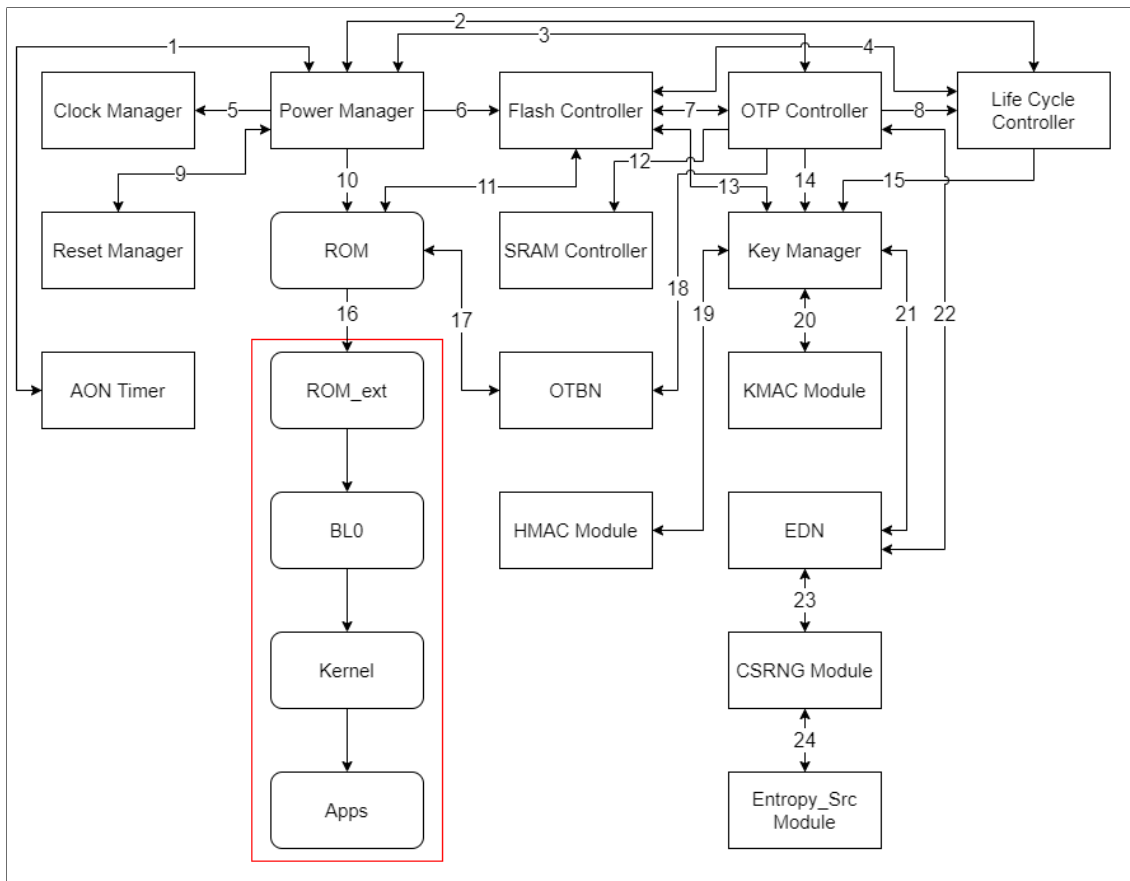 2
3
1
4
Clock Manager
5
Power Manager
6
Flash Controller
7
OTP Controller
8
Life Cycle
Controller
9
10
11
12
13
14
15
Reset Manager
ROM
SRAM Controller
Key Manager
16
17
18
19
20
21
22
AON Timer
ROM_ext
OTBN
KMAC Module
BL0
HMAC Module
EDN
23
Kernel
CSRNG Module
24
Apps
Entropy_Src
Module